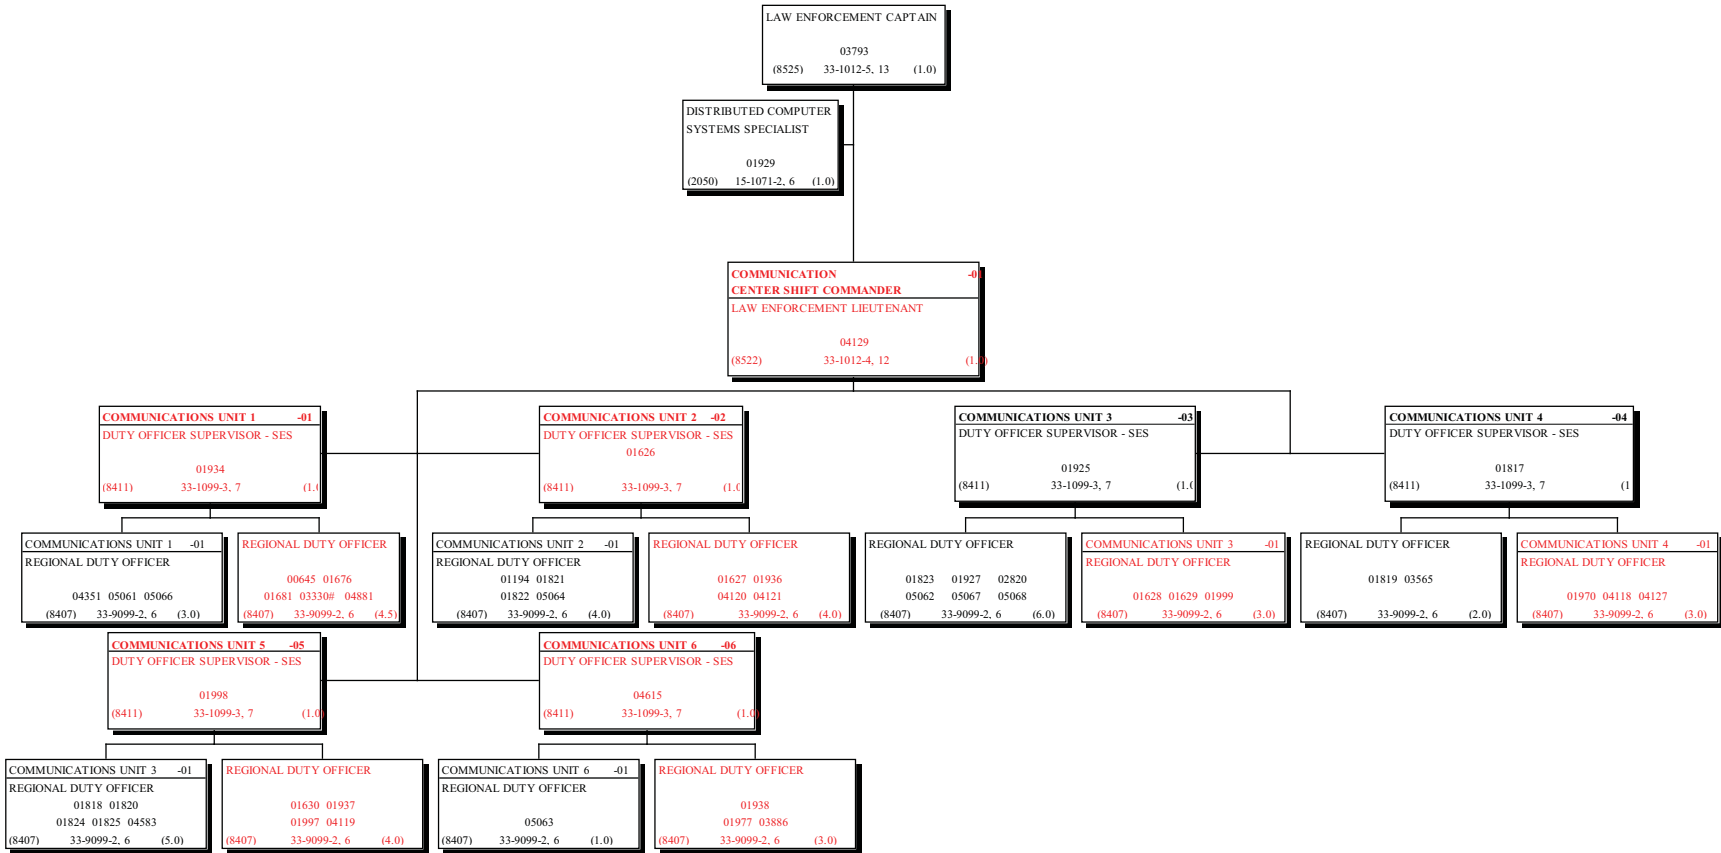 LAW ENFORCEMENT CAPTAIN
03793
(8525) 33-1012-5, 13 (1.0)
DISTRIBUTED COMPUTER
SYSTEMS SPECIALIST
01929
(2050) 15-1071-2, 6 (1.0)
COMMUNICATION -0
CENTER SHIFT COMMANDER
LAW ENFORCEMENT LIEUTENANT
04129
(8522) 33-1012-4, 12 (1.0)
COMMUNICATIONS UNIT 1 -01
DUTY OFFICER SUPERVISOR - SES
01934
(8411) 33-1099-3, 7 (1.(
COMMUNICATIONS UNIT 2 -02
DUTY OFFICER SUPERVISOR - SES
01626
(8411) 33-1099-3, 7 (1.0
COMMUNICATIONS UNIT 3 -03
DUTY OFFICER SUPERVISOR - SES
01925
(8411) 33-1099-3, 7 (1.0
COMMUNICATIONS UNIT 4 -04
DUTY OFFICER SUPERVISOR - SES
01817
(8411) 33-1099-3, 7 (1
COMMUNICATIONS UNIT 1 -01
REGIONAL DUTY OFFICER
04351 05061 05066
(8407) 33-9099-2, 6 (3.0)
REGIONAL DUTY OFFICER
00645 01676
01681 03330# 04881
(8407) 33-9099-2, 6 (4.5)
COMMUNICATIONS UNIT 2 -01
REGIONAL DUTY OFFICER
01194 01821
01822 05064
(8407) 33-9099-2, 6 (4.0)
REGIONAL DUTY OFFICER
01627 01936
04120 04121
(8407) 33-9099-2, 6 (4.0)
REGIONAL DUTY OFFICER
01823 01927 02820
05062 05067 05068
(8407) 33-9099-2, 6 (6.0)
COMMUNICATIONS UNIT 3 -01
REGIONAL DUTY OFFICER
01628 01629 01999
(8407) 33-9099-2, 6 (3.0)
REGIONAL DUTY OFFICER
01819 03565
(8407) 33-9099-2, 6 (2.0)
COMMUNICATIONS UNIT 4 -01
REGIONAL DUTY OFFICER
01970 04118 04127
(8407) 33-9099-2, 6 (3.0)
COMMUNICATIONS UNIT 5 -05
DUTY OFFICER SUPERVISOR - SES
01998
(8411) 33-1099-3, 7 (1.0)
COMMUNICATIONS UNIT 6 -06
DUTY OFFICER SUPERVISOR - SES
04615
(8411) 33-1099-3, 7 (1.0)
COMMUNICATIONS UNIT 3 -01
REGIONAL DUTY OFFICER
01818 01820
01824 01825 04583
(8407) 33-9099-2, 6 (5.0)
REGIONAL DUTY OFFICER
01630 01937
01997 04119
(8407) 33-9099-2, 6 (4.0)
COMMUNICATIONS UNIT 6 -01
REGIONAL DUTY OFFICER
05063
(8407) 33-9099-2, 6 (1.0)
REGIONAL DUTY OFFICER
01938
01977 03886
(8407) 33-9099-2, 6 (3.0)